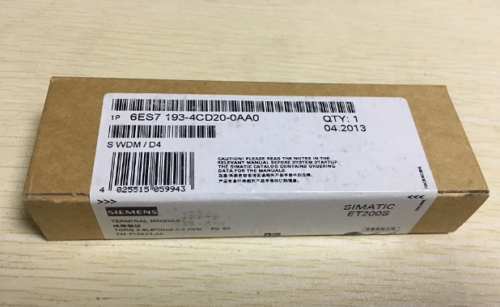 1P 6ES7 193-4CD20-0AA0
QTY: 1
04.2013
S WDM / D4
4 025515 059943
CAUTION! PLEASE READ THE NOTES IN THE
RELEVANT MANUAL BEFORE SYSTEM STARTUP.
THE SIMATIC CATALOG CONTAINS ORDERING
DATA FOR THE MANUALS.
SIEMENS
TERMINAL MODULE
SIMATIC
ET200S